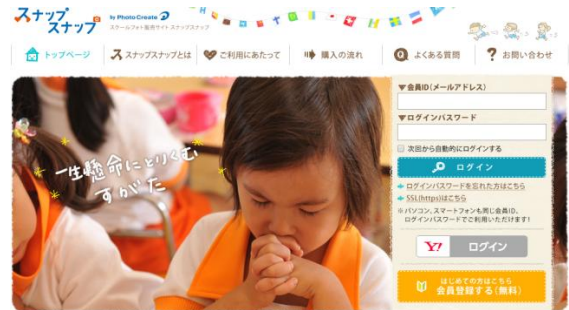 スナップスナップ
by PhotoCreate
スクールフォト販売サイト スナップスナップ
トップページ
スナップスナップとは
ご利用にあたって
購入の流れ
よくある質問
お問い合わせ
一生懸命にとりくむ
すがた
▼会員ID(メールアドレス)
▼ログインパスワード
次回から自動的にログインする
ログイン
ログインパスワードを忘れた方はこちら
SSL(https)はこちら
※パソコン、スマートフォンも同じ会員ID、
ログインパスワードでご利用いただけます!
Y! ログイン
はじめての方はこちら
会員登録する(無料)